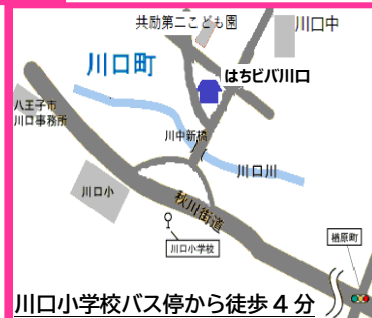 共励第二こども園
川口中
川口町
はちビバ川口
八王子市
川口事務所
川中新橋
川口川
川口小
秋川街道
川口小学校
楢原町
川口小学校バス停から徒歩4分